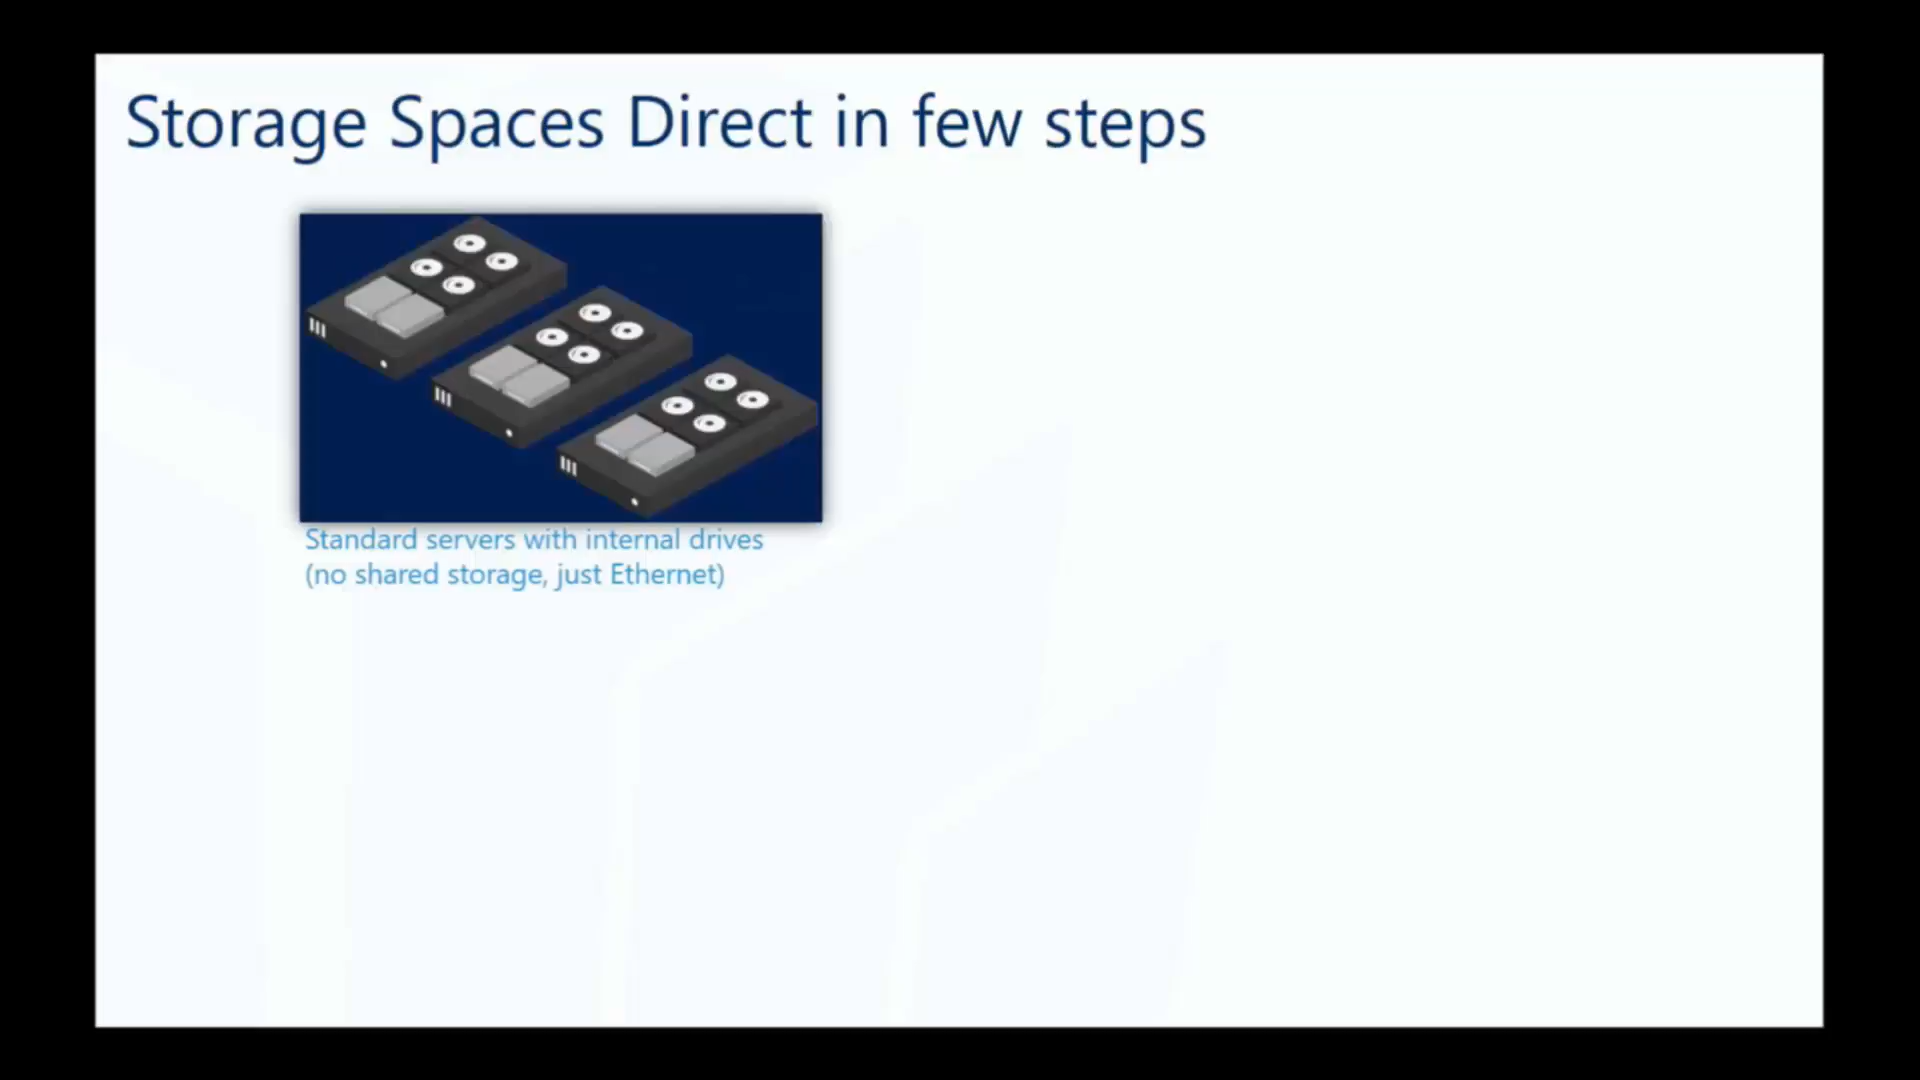 Storage Spaces Direct in few steps
Standard servers with internal drives
(no shared storage, just Ethernet)